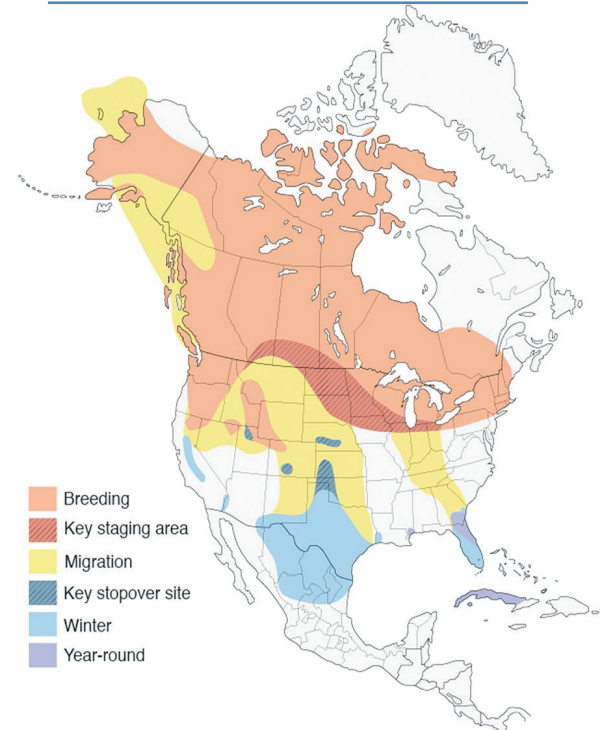 Breeding
Key staging area
Migration
Key stopover site
Winter
Year-round